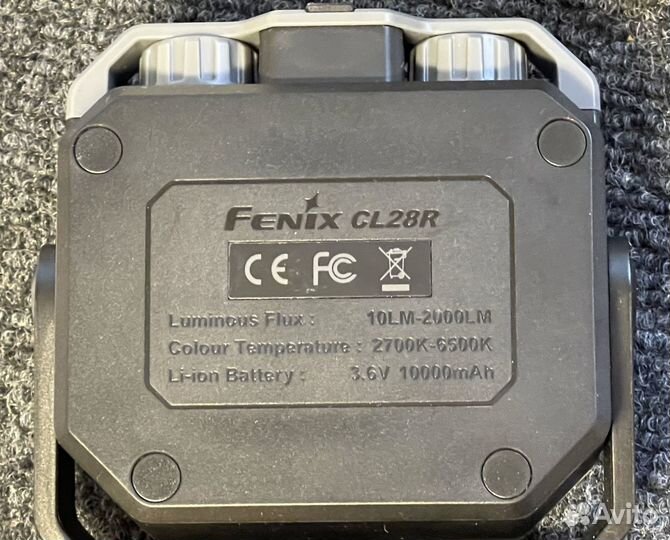 FENIX CL28R
CE FC
Luminous Flux : 10LM-2000LM
Colour Temperature : 2700K-6500K
Li-ion Battery : 3.6V 10000mAh
Avito